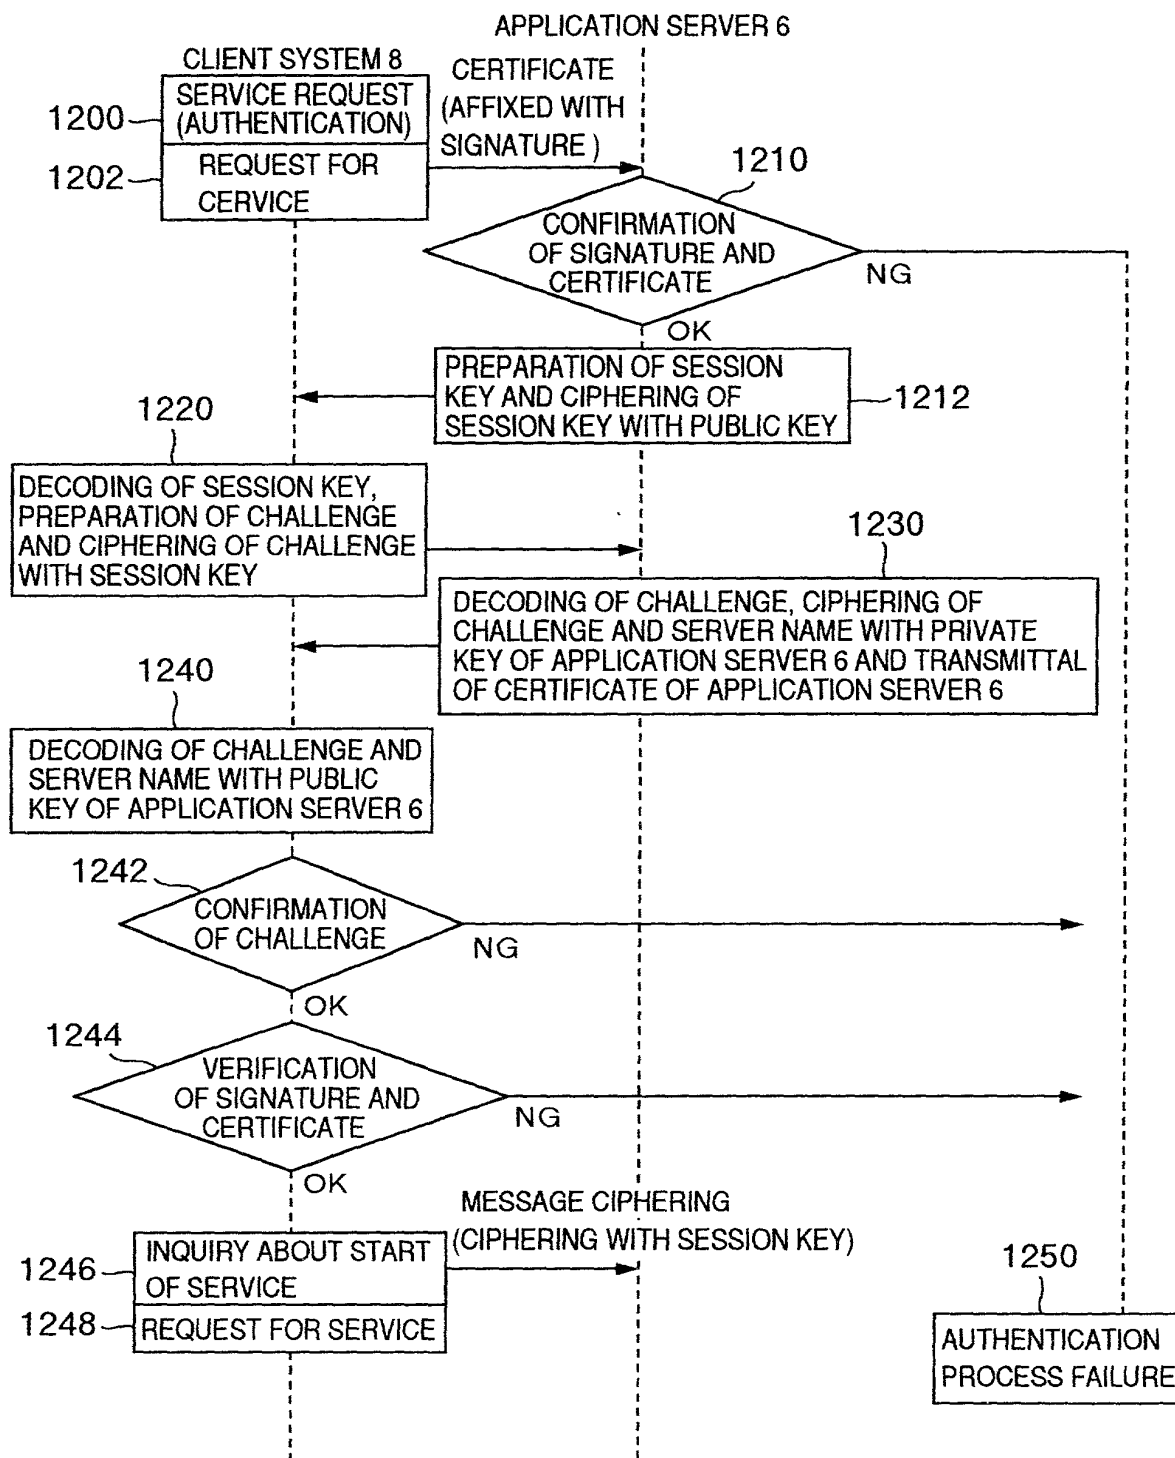 APPLICATION SERVER 6
CLIENT SYSTEM 8
CERTIFICATE
(AFFIXED WITH
SIGNATURE )
1200
SERVICE REQUEST
(AUTHENTICATION)
1202
REQUEST FOR
CERVICE
1210
CONFIRMATION
OF SIGNATURE AND
CERTIFICATE
NG
OK
PREPARATION OF SESSION
KEY AND CIPHERING OF
SESSION KEY WITH PUBLIC KEY
1212
1220
DECODING OF SESSION KEY,
PREPARATION OF CHALLENGE
AND CIPHERING OF CHALLENGE
WITH SESSION KEY
1230
DECODING OF CHALLENGE, CIPHERING OF
CHALLENGE AND SERVER NAME WITH PRIVATE
KEY OF APPLICATION SERVER 6 AND TRANSMITTAL
OF CERTIFICATE OF APPLICATION SERVER 6
1240
DECODING OF CHALLENGE AND
SERVER NAME WITH PUBLIC
KEY OF APPLICATION SERVER 6
1242
CONFIRMATION
OF CHALLENGE
NG
OK
1244
VERIFICATION
OF SIGNATURE AND
CERTIFICATE
NG
OK
MESSAGE CIPHERING
(CIPHERING WITH SESSION KEY)
1246
INQUIRY ABOUT START
OF SERVICE
1248
REQUEST FOR SERVICE
1250
AUTHENTICATION
PROCESS FAILURE